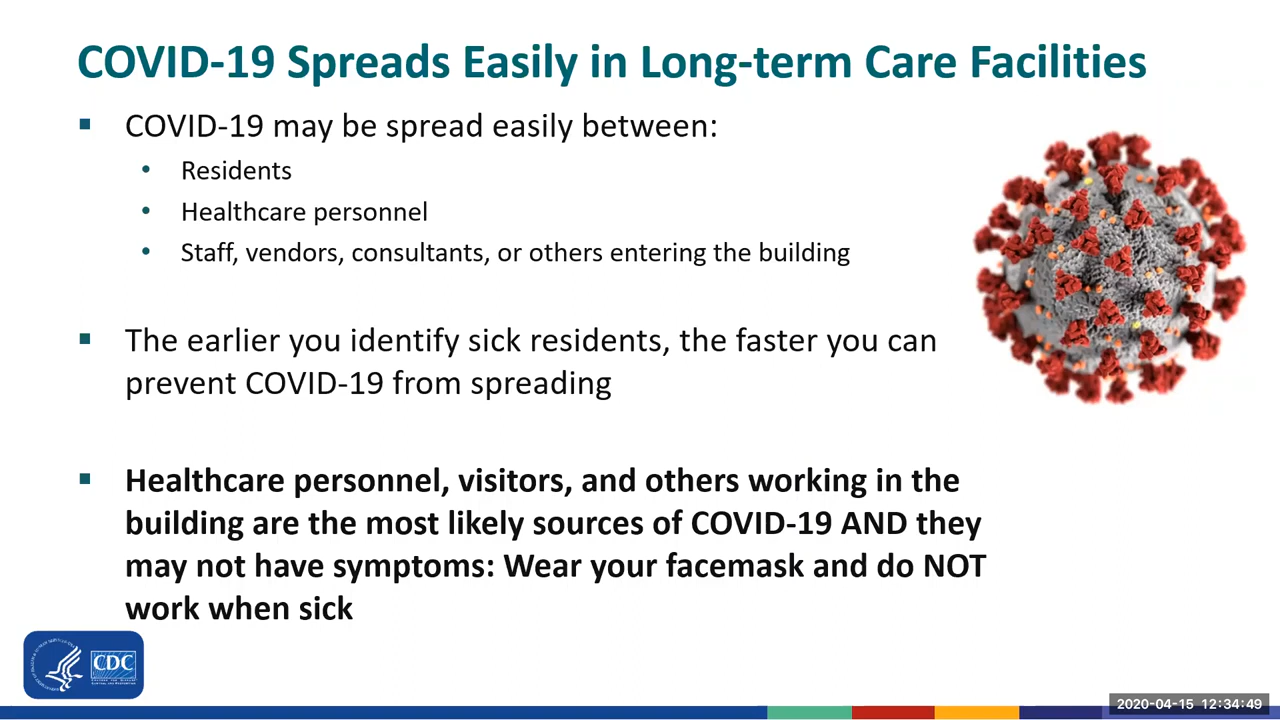 COVID-19 Spreads Easily in Long-term Care Facilities
▪ COVID-19 may be spread easily between:
• Residents
• Healthcare personnel
• Staff, vendors, consultants, or others entering the building
▪ The earlier you identify sick residents, the faster you can
prevent COVID-19 from spreading
▪ Healthcare personnel, visitors, and others working in the
building are the most likely sources of COVID-19 AND they
may not have symptoms: Wear your facemask and do NOT
work when sick
CDC
2020-04-15 12:34:49